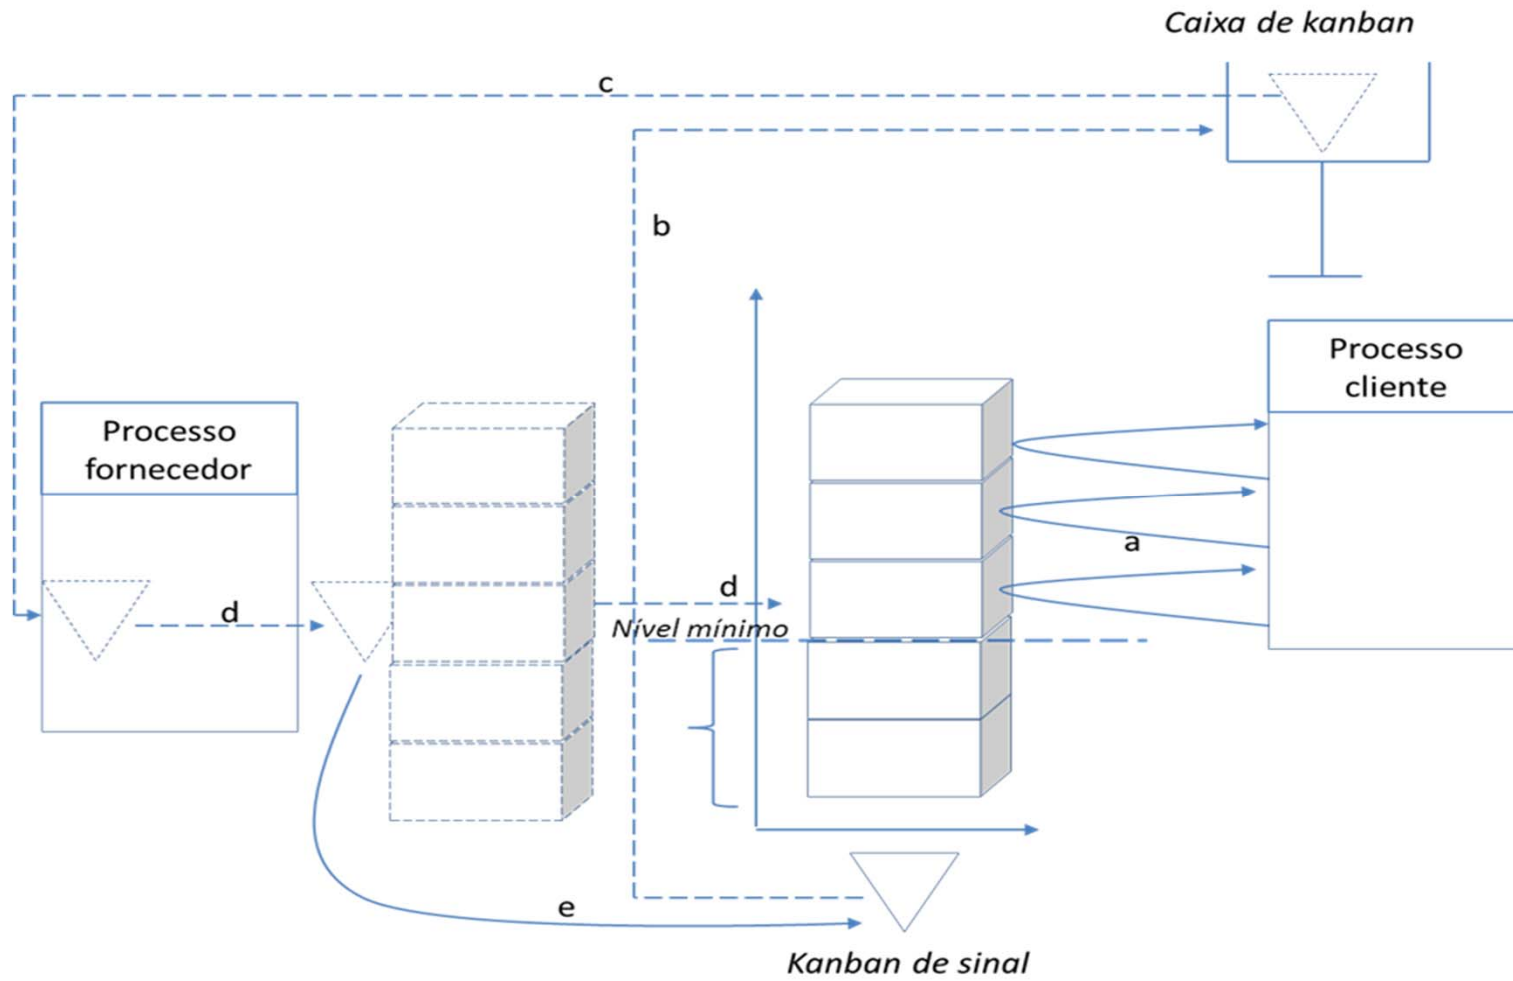 Caixa de kanban
c
b
Processo
cliente
Processo
fornecedor
a
d
d
Nível mínimo
e
Kanban de sinal